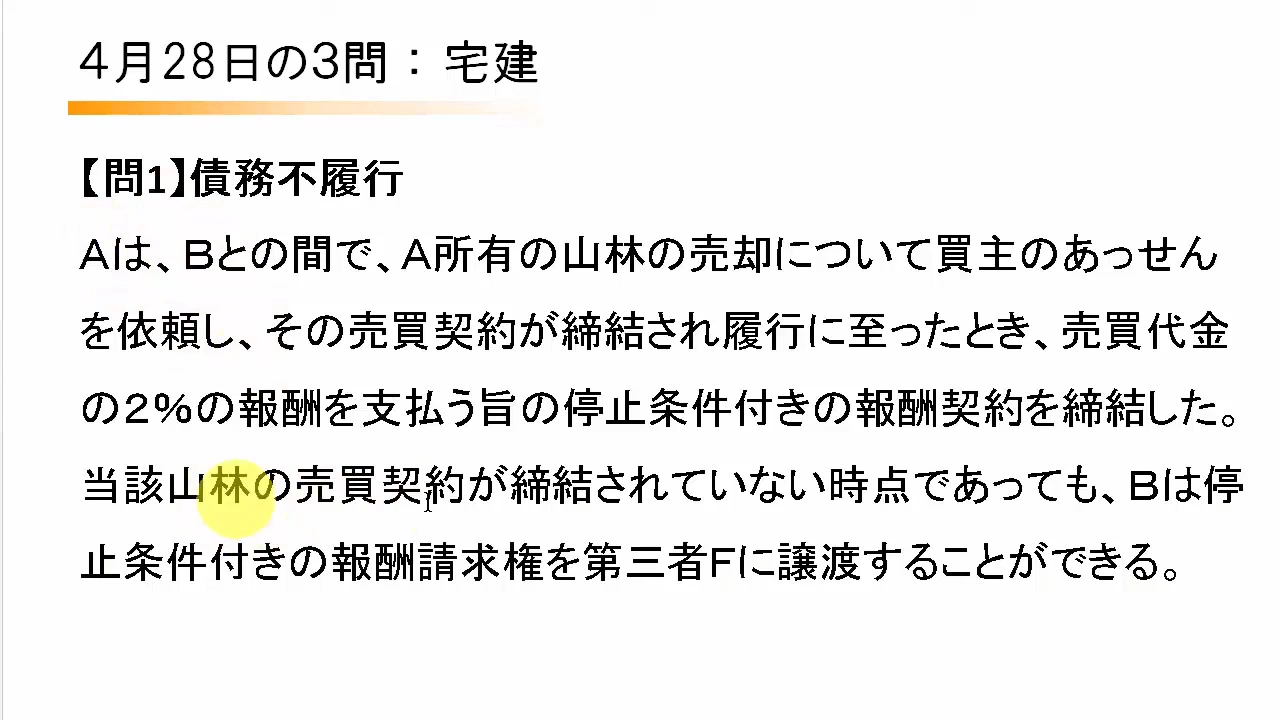 4月28日の3問：宅建
【問1】債務不履行
Aは、Bとの間で、A所有の山林の売却について買主のあっせん
を依頼し、その売買契約が締結され履行に至ったとき、売買代金
の2％の報酬を支払う旨の停止条件付きの報酬契約を締結した。
当該山林の売買契約が締結されていない時点であっても、Bは停
止条件付きの報酬請求権を第三者Fに譲渡することができる。